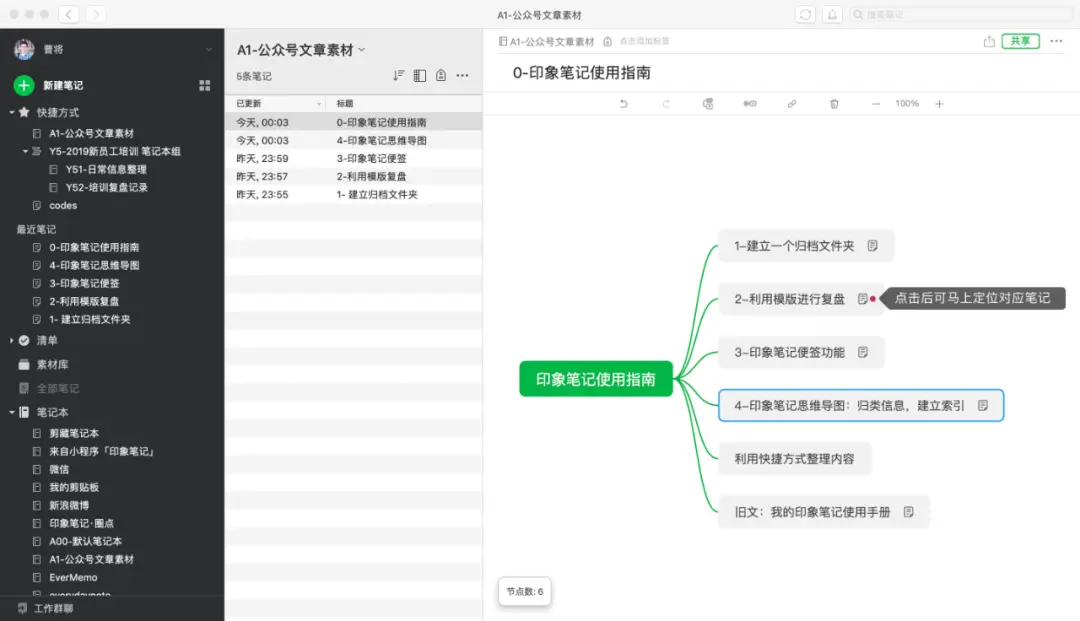 A1-公众号文章素材
搜索笔记
曹将
新建笔记
快捷方式
A1-公众号文章素材
Y5-2019新员工培训 笔记本组
Y51-日常信息整理
Y52-培训复盘记录
codes
最近笔记
0-印象笔记使用指南
4-印象笔记思维导图
3-印象笔记便签
2-利用模版复盘
1- 建立归档文件夹
清单
素材库
全部笔记
笔记本
剪藏笔记本
来自小程序「印象笔记」
微信
我的剪贴板
新浪微博
印象笔记·圈点
A00-默认笔记本
A1-公众号文章素材
EverMemo
everydaynote
工作群聊
A1-公众号文章素材
5条笔记
已更新 标题
今天, 00:03 0-印象笔记使用指南
今天, 00:03 4-印象笔记思维导图
昨天, 23:59 3-印象笔记便签
昨天, 23:57 2-利用模版复盘
昨天, 23:55 1- 建立归档文件夹
A1-公众号文章素材 点击添加标签
共享
0-印象笔记使用指南
100%
印象笔记使用指南
1-建立一个归档文件夹
2-利用模版进行复盘
点击后可马上定位对应笔记
3-印象笔记便签功能
4-印象笔记思维导图：归类信息，建立索引
利用快捷方式整理内容
旧文：我的印象笔记使用手册
节点数: 6